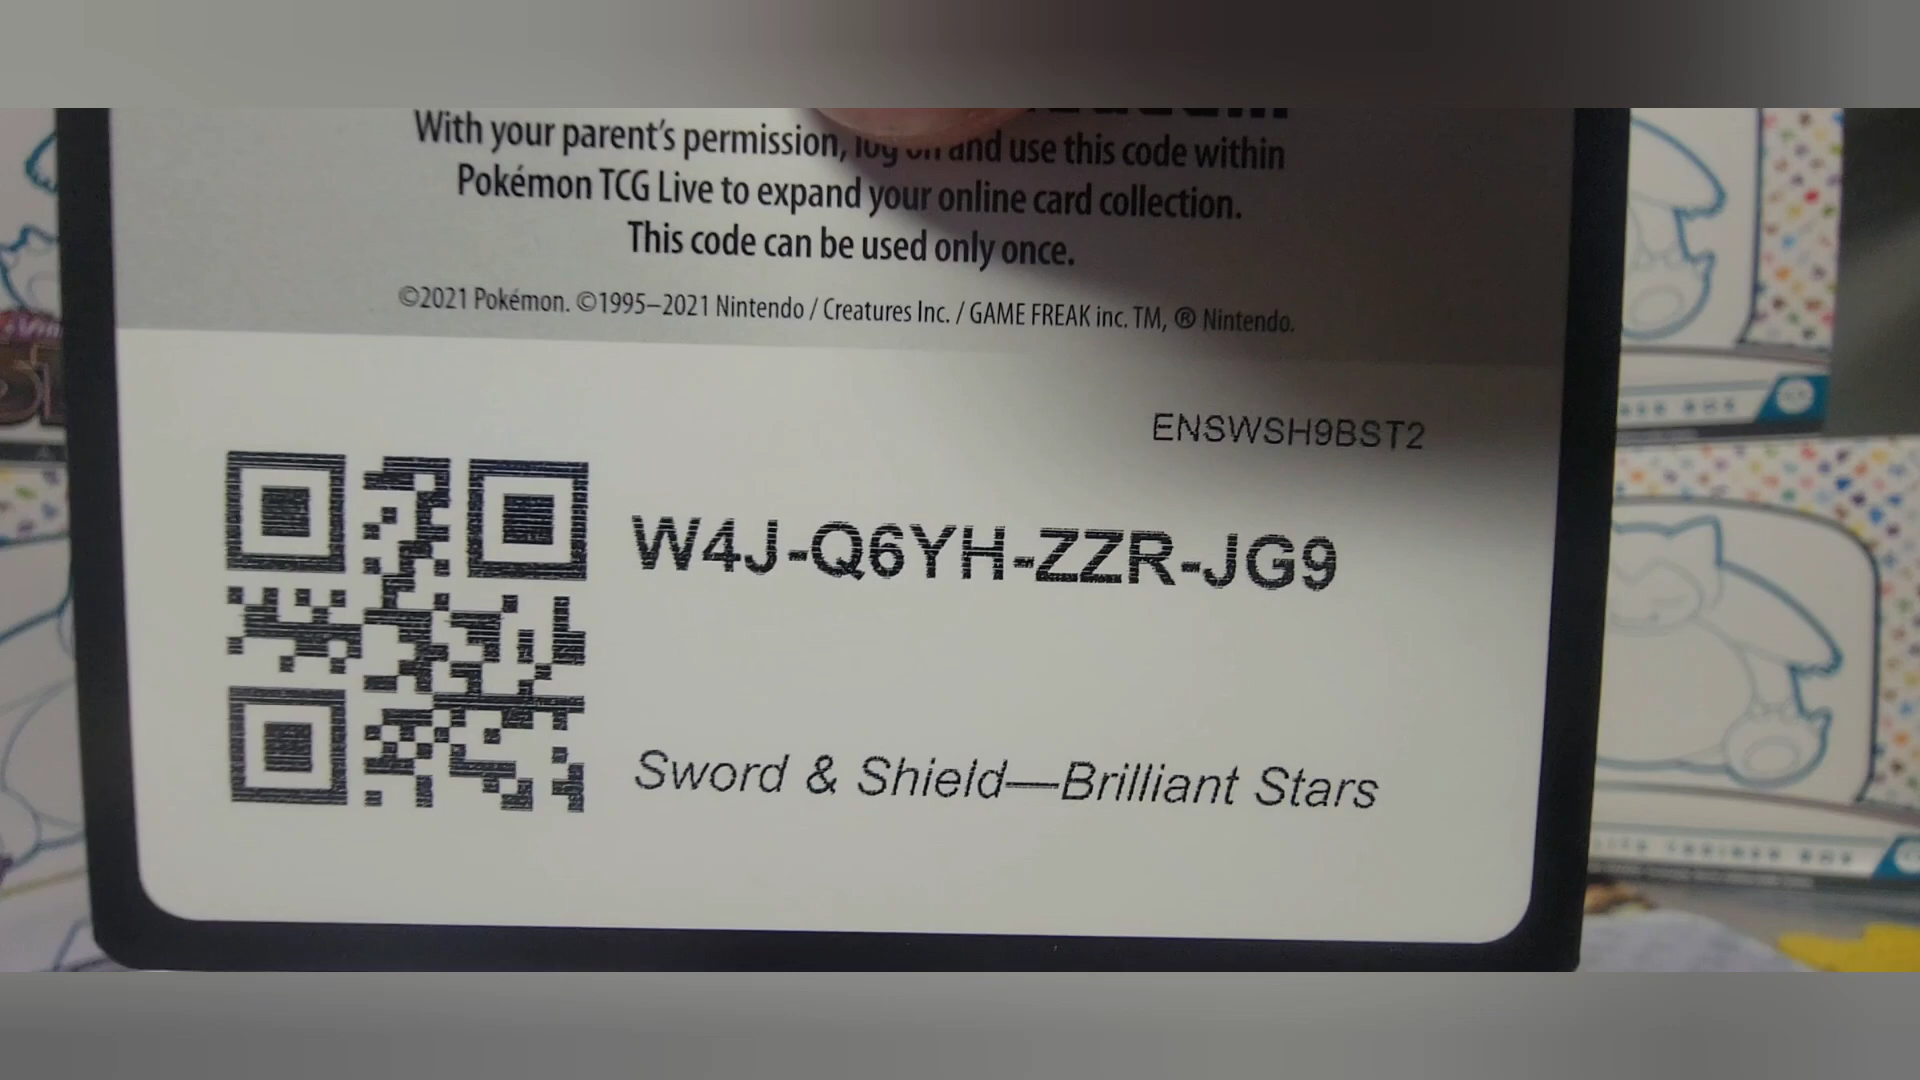 With your parent's permission, log on and use this code within
Pokémon TCG Live to expand your online card collection.
This code can be used only once.
©2021 Pokémon. ©1995–2021 Nintendo / Creatures Inc. / GAME FREAK inc. TM, ® Nintendo.
ENSWSH9BST2
W4J-Q6YH-ZZR-JG9
Sword & Shield—Brilliant Stars